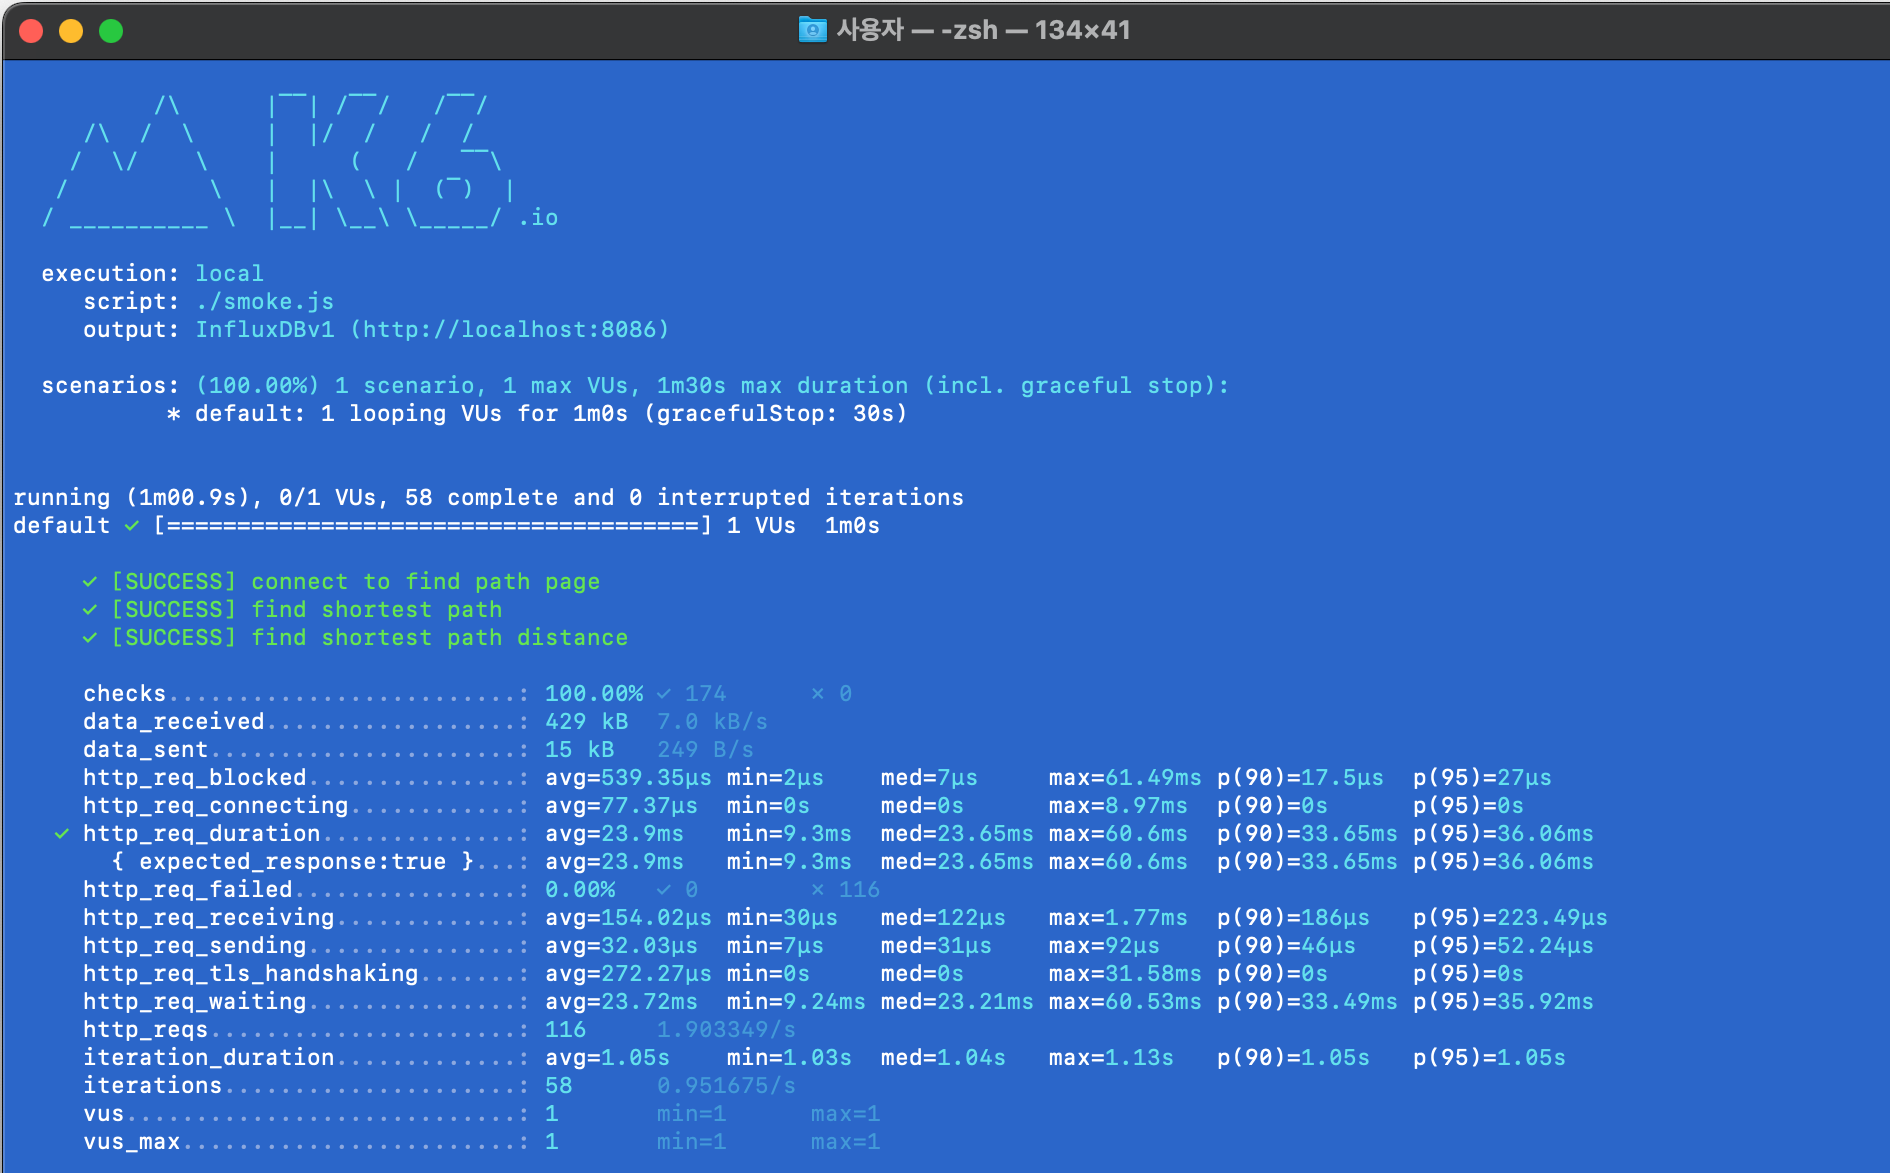 사용자 — -zsh — 134×41
          /\      |‾‾| /‾‾/   /‾‾/
     /\  /  \     |  |/  /   /  /
    /  \/    \    |     (   /   ‾‾\
   /          \   |  |\  \ |  (‾)  |
  / __________ \  |__| \__\ \_____/ .io
execution: local
script: ./smoke.js
output: InfluxDBv1 (http://localhost:8086)
scenarios: (100.00%) 1 scenario, 1 max VUs, 1m30s max duration (incl. graceful stop):
* default: 1 looping VUs for 1m0s (gracefulStop: 30s)
running (1m00.9s), 0/1 VUs, 58 complete and 0 interrupted iterations
default ✓ [======================================] 1 VUs  1m0s
✓ [SUCCESS] connect to find path page
✓ [SUCCESS] find shortest path
✓ [SUCCESS] find shortest path distance
checks.........................: 100.00% ✓ 174      ✗ 0
data_received..................: 429 kB  7.0 kB/s
data_sent......................: 15 kB   249 B/s
http_req_blocked...............: avg=539.35µs min=2µs    med=7µs     max=61.49ms p(90)=17.5µs  p(95)=27µs
http_req_connecting............: avg=77.37µs  min=0s     med=0s      max=8.97ms  p(90)=0s      p(95)=0s
✓ http_req_duration..............: avg=23.9ms   min=9.3ms  med=23.65ms max=60.6ms  p(90)=33.65ms p(95)=36.06ms
{ expected_response:true }...: avg=23.9ms   min=9.3ms  med=23.65ms max=60.6ms  p(90)=33.65ms p(95)=36.06ms
http_req_failed................: 0.00%   ✓ 0        ✗ 116
http_req_receiving.............: avg=154.02µs min=30µs   med=122µs   max=1.77ms  p(90)=186µs   p(95)=223.49µs
http_req_sending...............: avg=32.03µs  min=7µs    med=31µs    max=92µs    p(90)=46µs    p(95)=52.24µs
http_req_tls_handshaking.......: avg=272.27µs min=0s     med=0s      max=31.58ms p(90)=0s      p(95)=0s
http_req_waiting...............: avg=23.72ms  min=9.24ms med=23.21ms max=60.53ms p(90)=33.49ms p(95)=35.92ms
http_reqs......................: 116     1.903349/s
iteration_duration.............: avg=1.05s    min=1.03s  med=1.04s   max=1.13s   p(90)=1.05s   p(95)=1.05s
iterations.....................: 58      0.951675/s
vus............................: 1       min=1      max=1
vus_max........................: 1       min=1      max=1